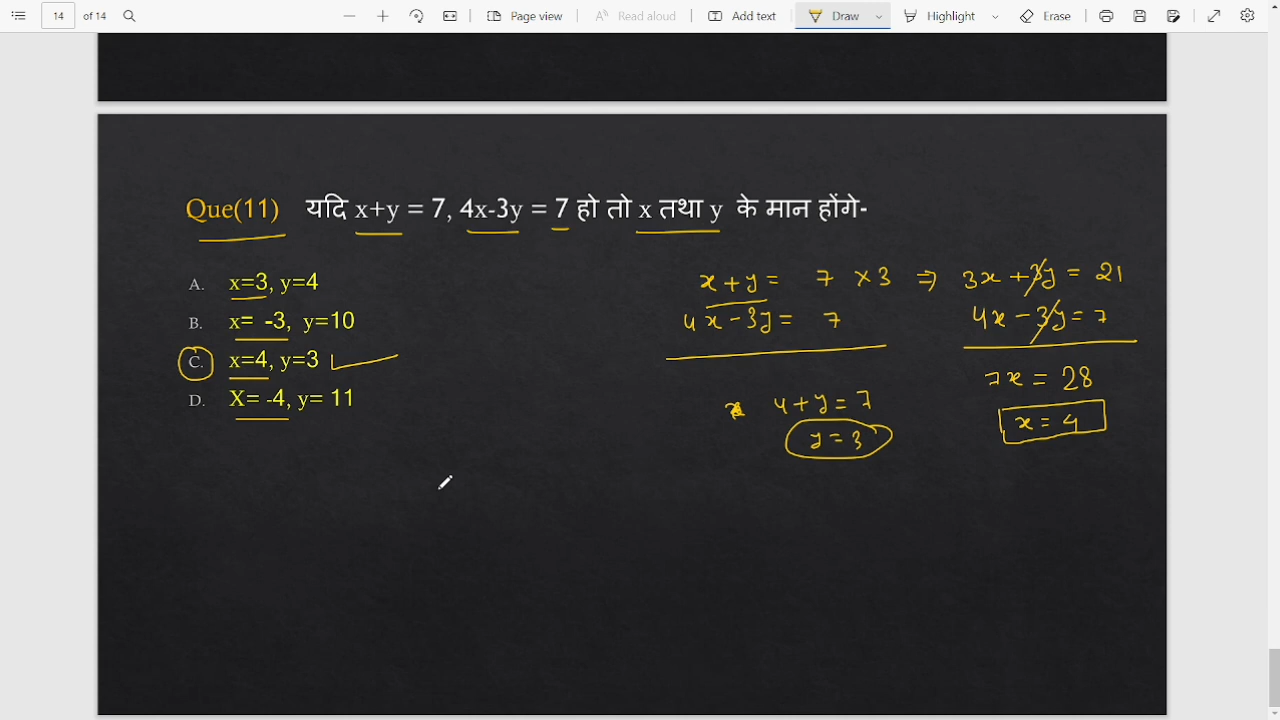 14 of 14 Page view Read aloud Add text Draw Highlight Erase
Que(11) यदि x+y = 7, 4x-3y = 7 हो तो x तथा y के मान होंगे-
A. x=3, y=4
B. x= -3, y=10
C. x=4, y=3
D. X= -4, y= 11
x + y = 7 × 3 ⇒ 3x + 3y = 21
4x - 3y = 7 4x - 3y = 7
7x = 28
4 + y = 7
x = 4
y = 3